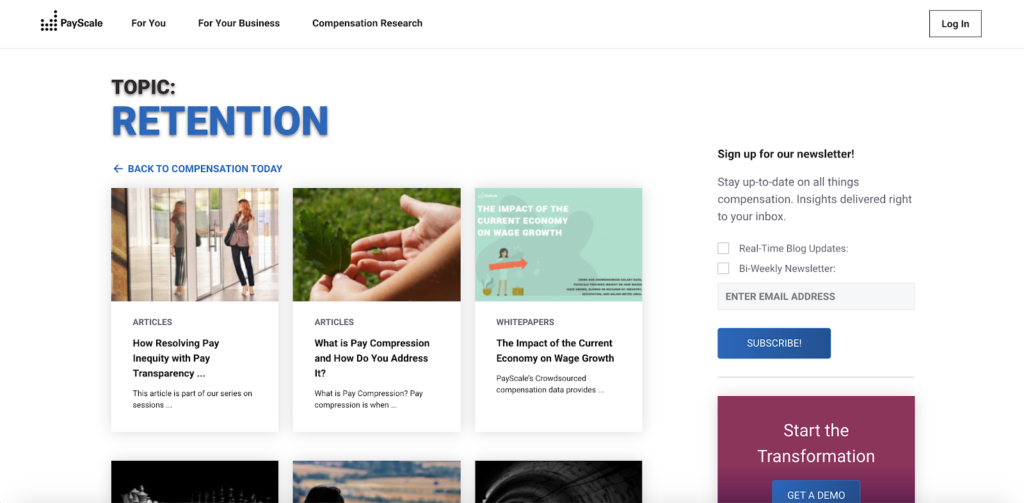 PayScale
For You
For Your Business
Compensation Research
Log In
TOPIC:
RETENTION
← BACK TO COMPENSATION TODAY
PayScale
THE IMPACT OF THE
CURRENT ECONOMY
ON WAGE GROWTH
ARTICLES
How Resolving Pay
Inequity with Pay
Transparency ...
This article is part of our series on
sessions ...
ARTICLES
What is Pay Compression
and How Do You Address
It?
What is Pay Compression? Pay
compression is when ...
WHITEPAPERS
The Impact of the Current
Economy on Wage Growth
PayScale's Crowdsourced
compensation data provides ...
Sign up for our newsletter!
Stay up-to-date on all things
compensation. Insights delivered right
to your inbox.
Real-Time Blog Updates:
Bi-Weekly Newsletter:
ENTER EMAIL ADDRESS
SUBSCRIBE!
Start the
Transformation
GET A DEMO